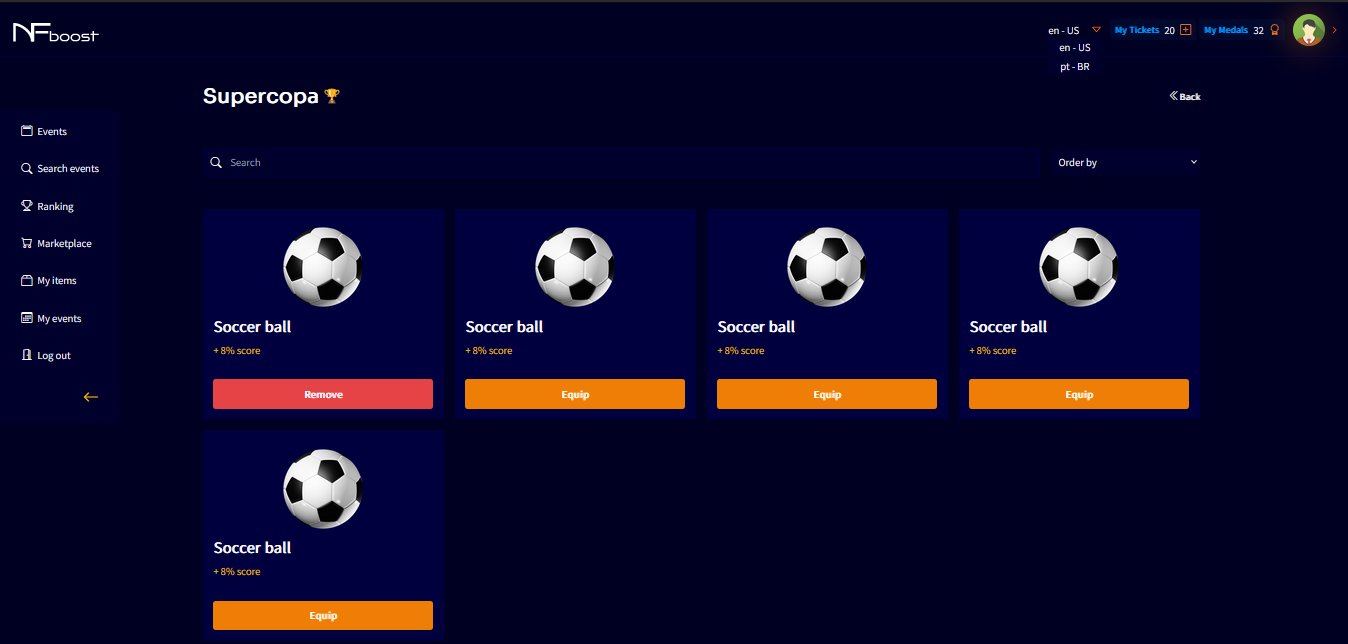 NFboost
en - US
My Tickets 20
My Medals 32
en - US
pt - BR
Supercopa
Back
Events
Search events
Ranking
Marketplace
My items
My events
Log out
Search
Order by
Soccer ball
+ 8% score
Remove
Soccer ball
+ 8% score
Equip
Soccer ball
+ 8% score
Equip
Soccer ball
+ 8% score
Equip
Soccer ball
+ 8% score
Equip